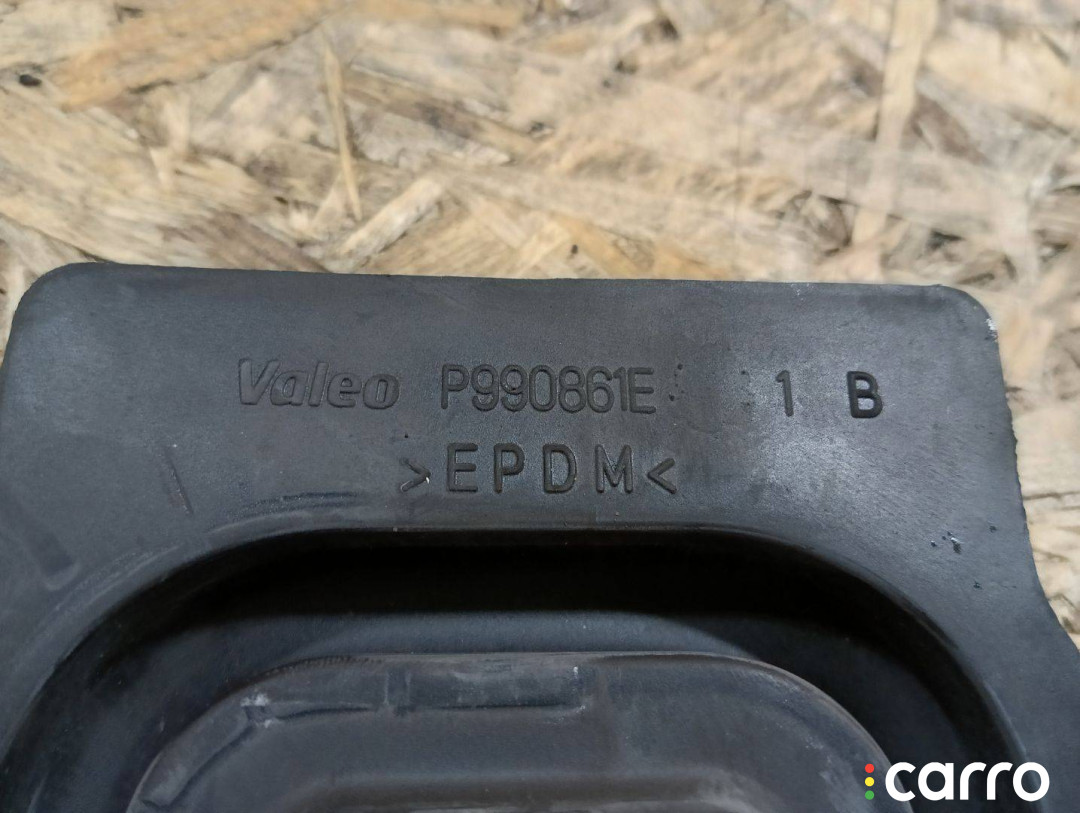 Valeo P990861E 1 B
>EPDM<
carro